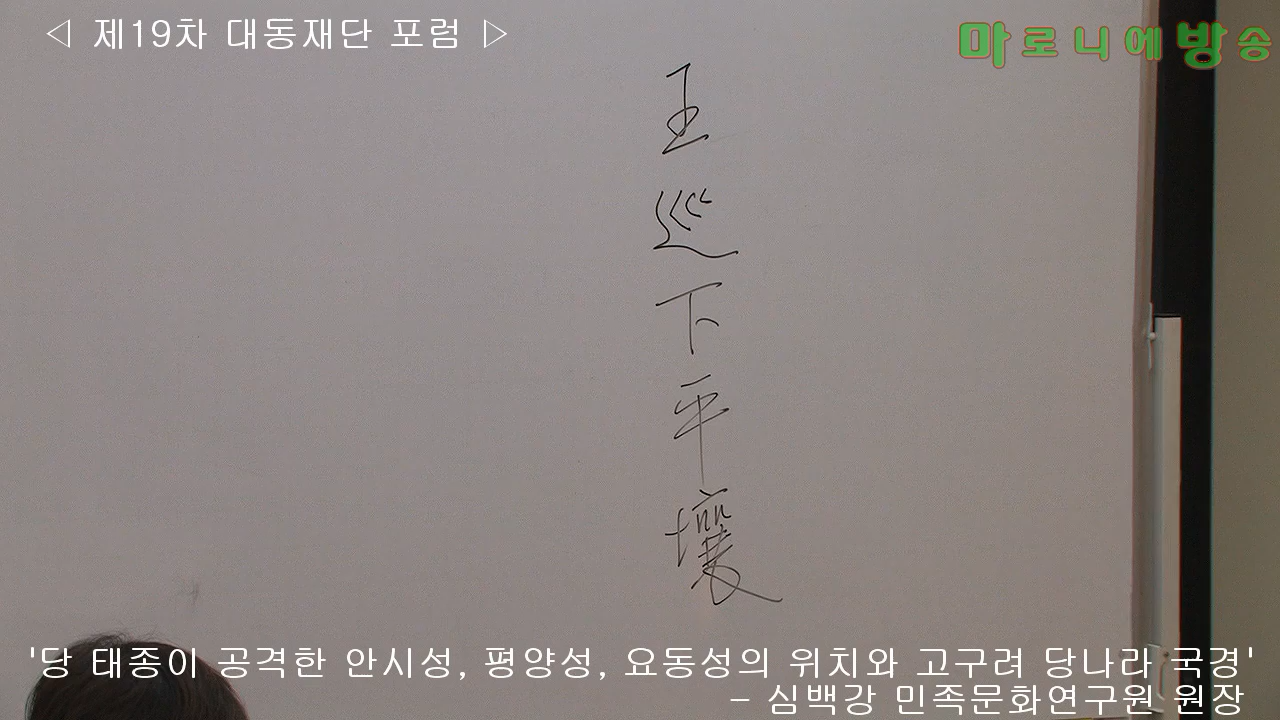 ◁ 제19차 대동재단 포럼 ▷
마로니에방송
王巡下平壤
'당 태종이 공격한 안시성, 평양성, 요동성의 위치와 고구려 당나라 국경'
- 심백강 민족문화연구원 원장